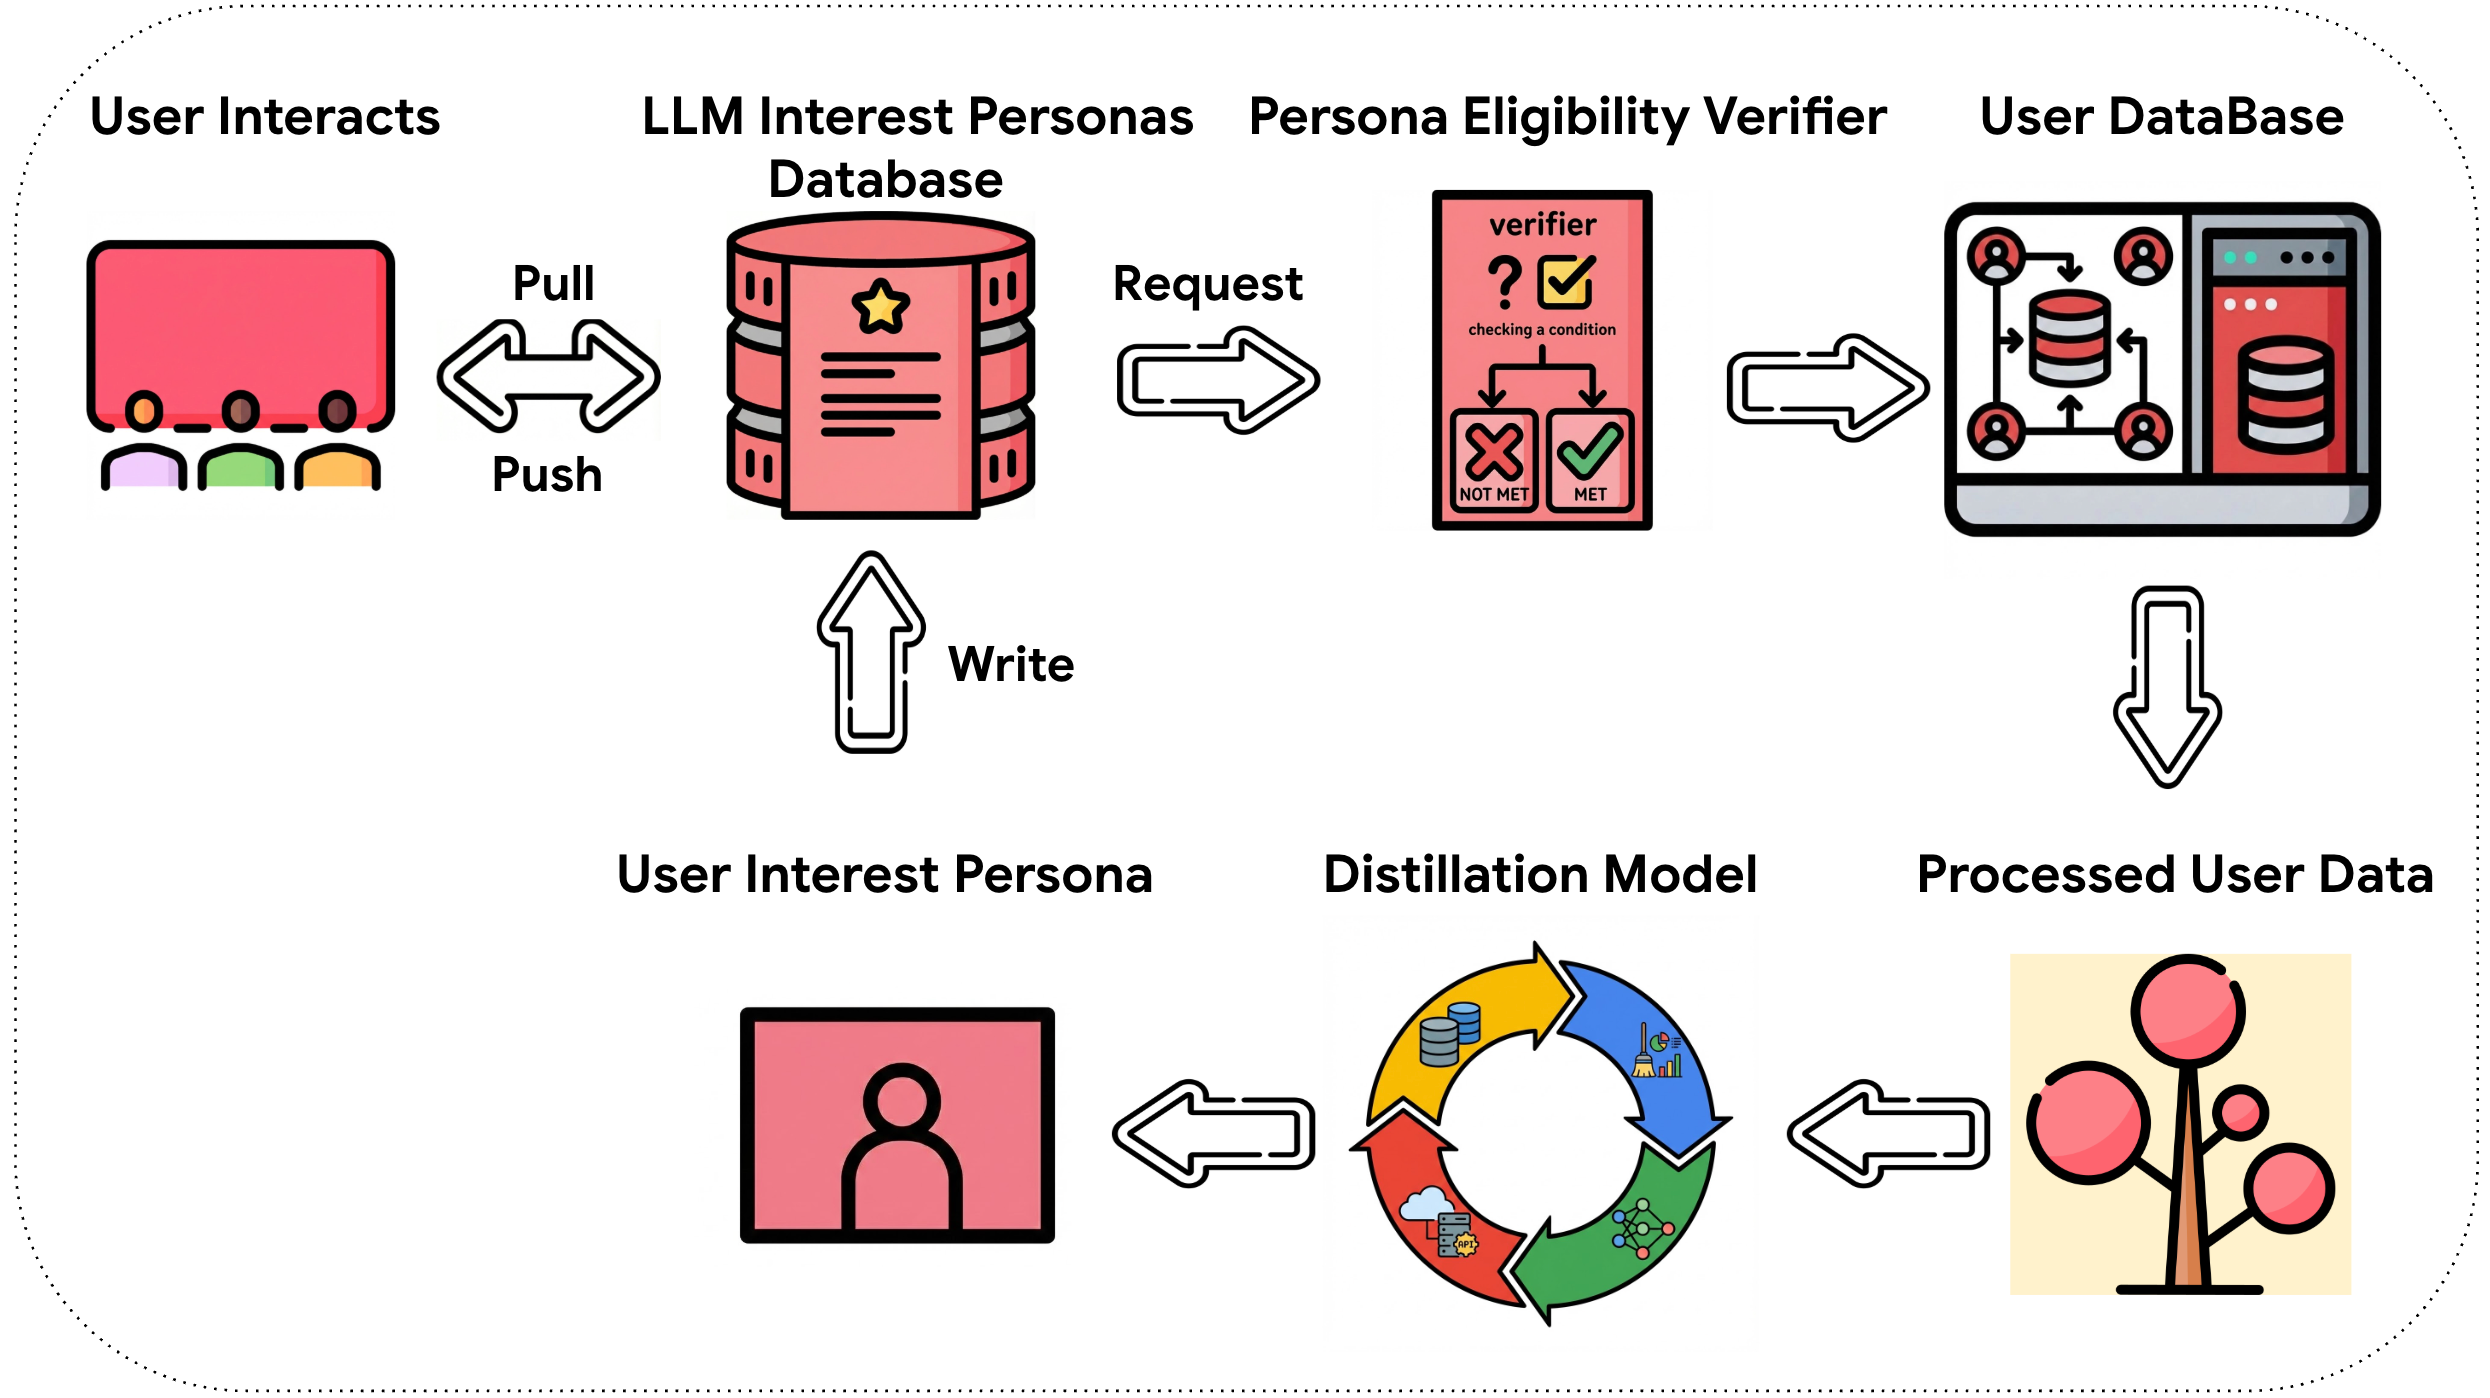 User Interacts
LLM Interest Personas
Database
Persona Eligibility Verifier
User DataBase
Pull
Push
Request
verifier
?
checking a condition
NOT MET
MET
Write
User Interest Persona
Distillation Model
Processed User Data
API